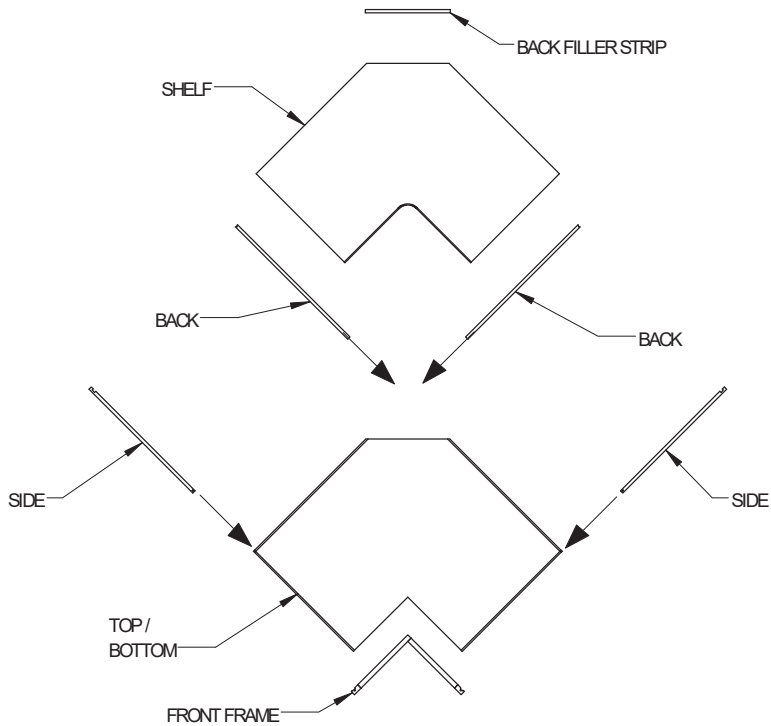 BACK FILLER STRIP
SHELF
BACK
BACK
SIDE
SIDE
TOP /
BOTTOM
FRONT FRAME